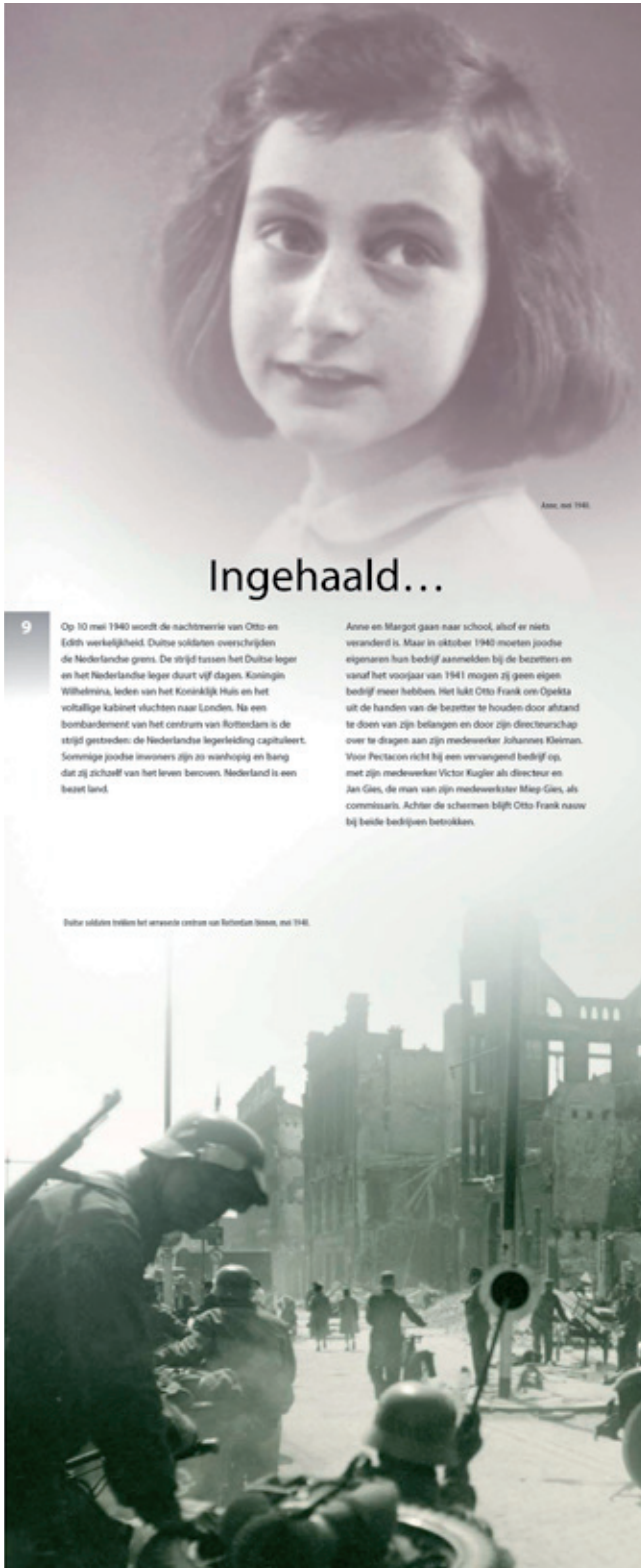 Anne, mei 1940.
Ingehaald...
9
Op 10 mei 1940 wordt de nachtmerrie van Otto en
Edith werkelijkheid. Duitse soldaten overschrijden
de Nederlandse grens. De strijd tussen het Duitse leger
en het Nederlandse leger duurt vijf dagen. Koningin
Wilhelmina, leden van het Koninklijk Huis en het
voltallige kabinet vluchten naar Londen. Na een
bombardement van het centrum van Rotterdam is de
strijd gestreden: de Nederlandse legerleiding capituleert.
Sommige joodse inwoners zijn zo wanhopig en bang
dat zij zichzelf van het leven beroven. Nederland is een
bezet land.
Anne en Margot gaan naar school, alsof er niets
veranderd is. Maar in oktober 1940 moeten joodse
eigenaren hun bedrijf aanmelden bij de bezetters en
vanaf het voorjaar van 1941 mogen zij geen eigen
bedrijf meer hebben. Het lukt Otto Frank om Opekta
uit de handen van de bezetter te houden door afstand
te doen van zijn belangen en door zijn directeurschap
over te dragen aan zijn medewerker Johannes Kleiman.
Voor Pectacon richt hij een vervangend bedrijf op,
met zijn medewerker Victor Kugler als directeur en
Jan Gies, de man van zijn medewerkster Miep Gies, als
commissaris. Achter de schermen blijft Otto Frank nauw
bij beide bedrijven betrokken.
Duitse soldaten trekken het verwoeste centrum van Rotterdam binnen, mei 1940.